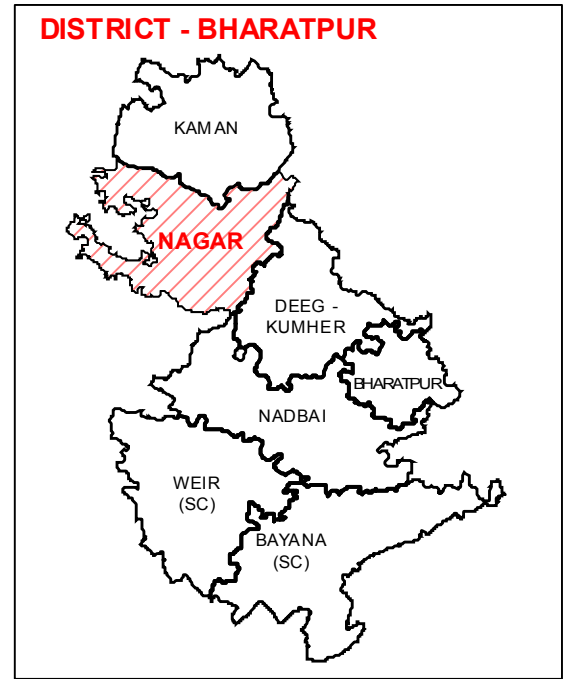 DISTRICT - BHARATPUR
KAMAN
NAGAR
DEEG -
KUMHER
BHARATPUR
NADBAI
WEIR
(SC)
BAYANA
(SC)